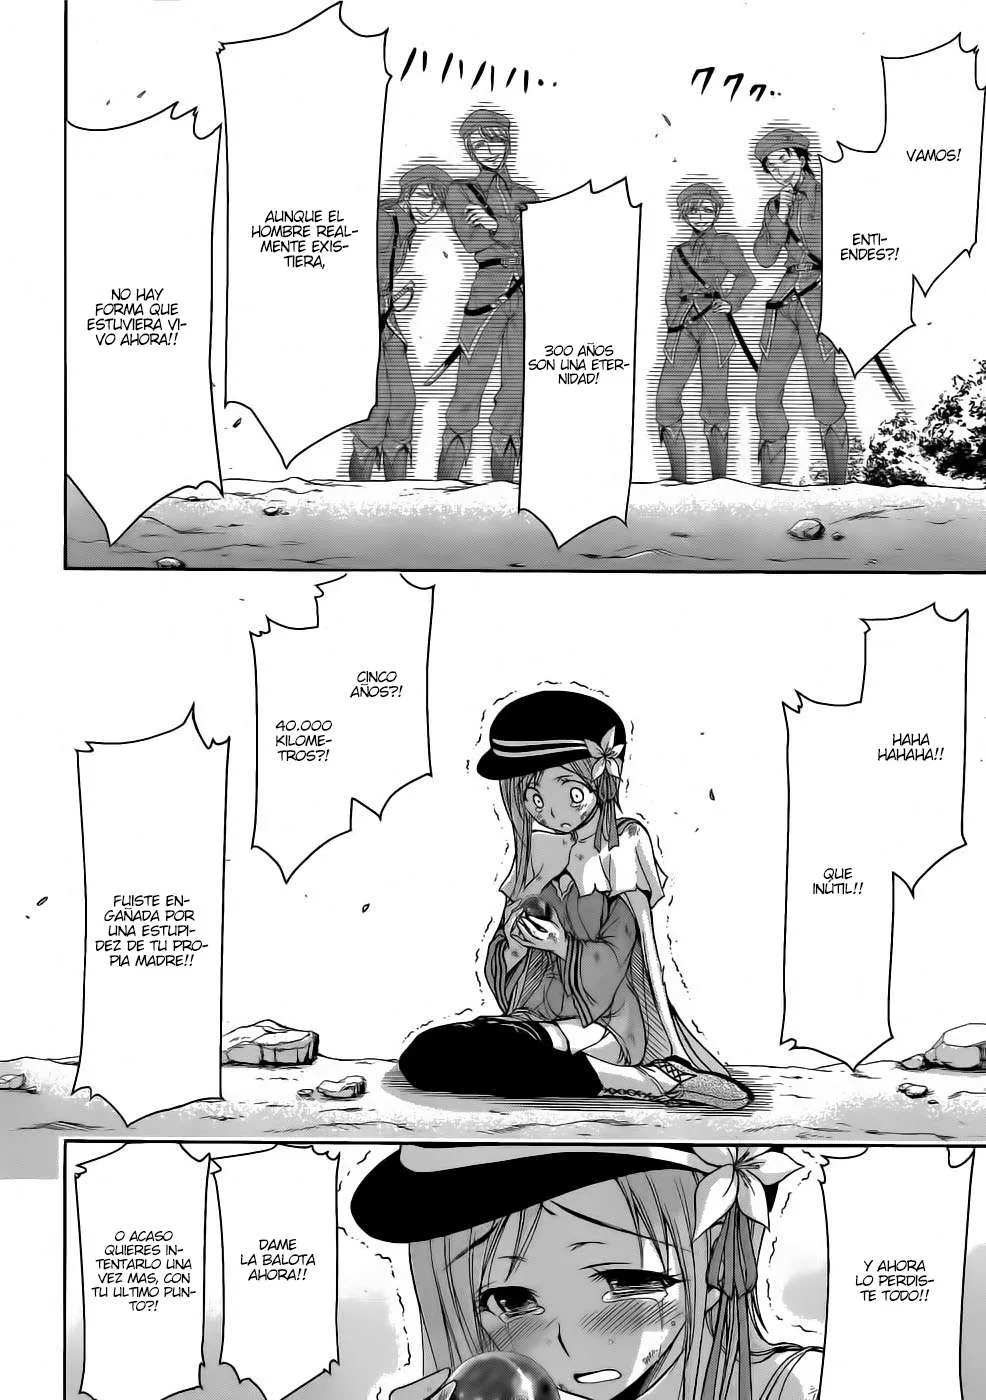 ハハハハ・・
ククク・・
VAMOS!
ENTI-
ENDES?!
300 AÑOS
SON UNA ETER-
NIDAD!
AUNQUE EL
HOMBRE REAL-
MENTE EXIS-
TIERA,
NO HAY
FORMA QUE
ESTUVIERA VI-
VO AHORA!!
HAHA
HAHAHA!!
QUE
INÚTIL!!
CINCO
AÑOS?!
40.000
KILOME-
TROS?!
FUISTE EN-
GAÑADA POR
UNA ESTUPI-
DEZ DE TU PRO-
PIA MADRE!!
Y AHORA
LO PERDIS-
TE TODO!!
DAME
LA BALOTA
AHORA!!
O ACASO
QUIERES IN-
TENTARLO UNA
VEZ MAS, CON
TU ULTIMO PUN-
TO?!